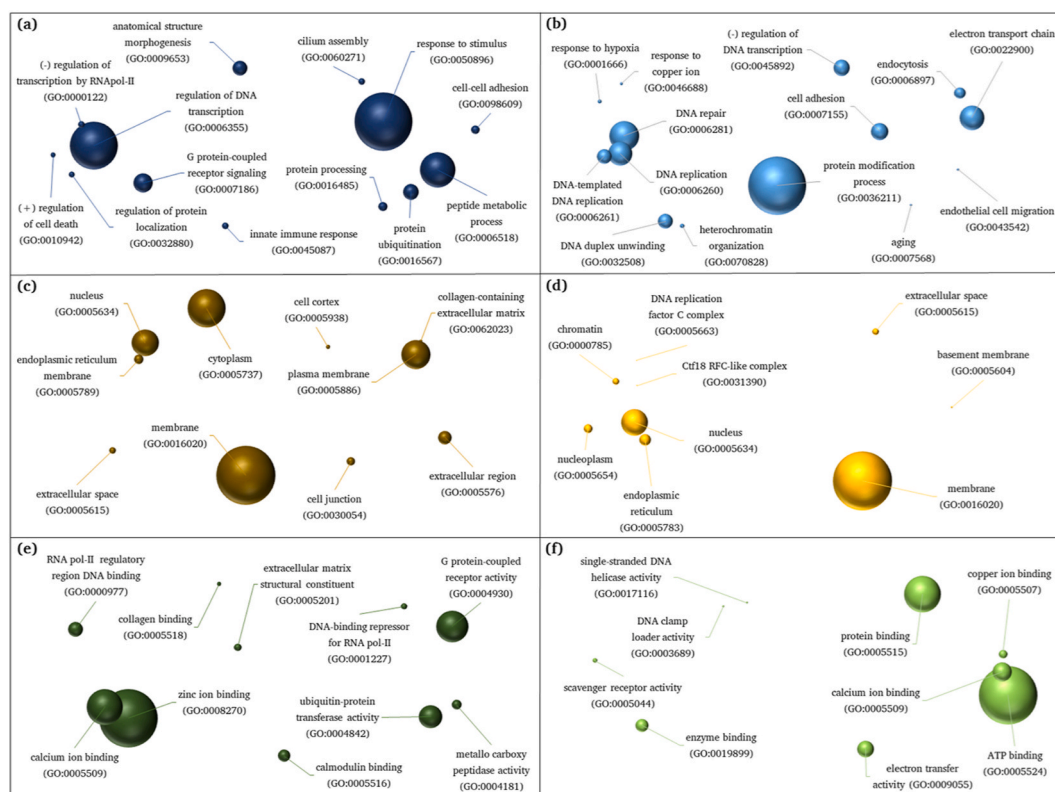 (a)
anatomical structure
morphogenesis
(GO:0009653)
cilium assembly
(GO:0060271)
response to stimulus
(GO:0050896)
(-) regulation of
transcription by RNApol-II
(GO:0000122)
regulation of DNA
transcription
(GO:0006355)
cell-cell adhesion
(GO:0098609)
G protein-coupled
receptor signaling
(GO:0007186)
protein processing
(GO:0016485)
(+) regulation
of cell death
(GO:0010942)
regulation of protein
localization
(GO:0032880)
innate immune response
(GO:0045087)
protein
ubiquitination
(GO:0016567)
peptide metabolic
process
(GO:0006518)
(b)
response to hypoxia
(GO:0001666)
response to
copper ion
(GO:0046688)
(-) regulation of
DNA transcription
(GO:0045892)
electron transport chain
(GO:0022900)
endocytosis
(GO:0006897)
DNA repair
(GO:0006281)
cell adhesion
(GO:0007155)
DNA replication
(GO:0006260)
protein modification
process
(GO:0036211)
DNA-templated
DNA replication
(GO:0006261)
endothelial cell migration
(GO:0043542)
DNA duplex unwinding
(GO:0032508)
heterochromatin
organization
(GO:0070828)
aging
(GO:0007568)
(c)
nucleus
(GO:0005634)
cell cortex
(GO:0005938)
collagen-containing
extracellular matrix
(GO:0062023)
endoplasmic reticulum
membrane
(GO:0005789)
cytoplasm
(GO:0005737)
plasma membrane
(GO:0005886)
membrane
(GO:0016020)
extracellular space
(GO:0005615)
cell junction
(GO:0030054)
extracellular region
(GO:0005576)
(d)
DNA replication
factor C complex
(GO:0005663)
chromatin
(GO:0000785)
extracellular space
(GO:0005615)
Ctf18 RFC-like complex
(GO:0031390)
basement membrane
(GO:0005604)
nucleus
(GO:0005634)
nucleoplasm
(GO:0005654)
endoplasmic
reticulum
(GO:0005783)
membrane
(GO:0016020)
(e)
RNA pol-II regulatory
region DNA binding
(GO:0000977)
collagen binding
(GO:0005518)
extracellular matrix
structural constituent
(GO:0005201)
G protein-coupled
receptor activity
(GO:0004930)
DNA-binding repressor
for RNA pol-II
(GO:0001227)
zinc ion binding
(GO:0008270)
ubiquitin-protein
transferase activity
(GO:0004842)
calcium ion binding
(GO:0005509)
calmodulin binding
(GO:0005516)
metallo carboxy
peptidase activity
(GO:0004181)
(f)
single-stranded DNA
helicase activity
(GO:0017116)
copper ion binding
(GO:0005507)
DNA clamp
loader activity
(GO:0003689)
protein binding
(GO:0005515)
scavenger receptor activity
(GO:0005044)
calcium ion binding
(GO:0005509)
enzyme binding
(GO:0019899)
electron transfer
activity (GO:0009055)
ATP binding
(GO:0005524)